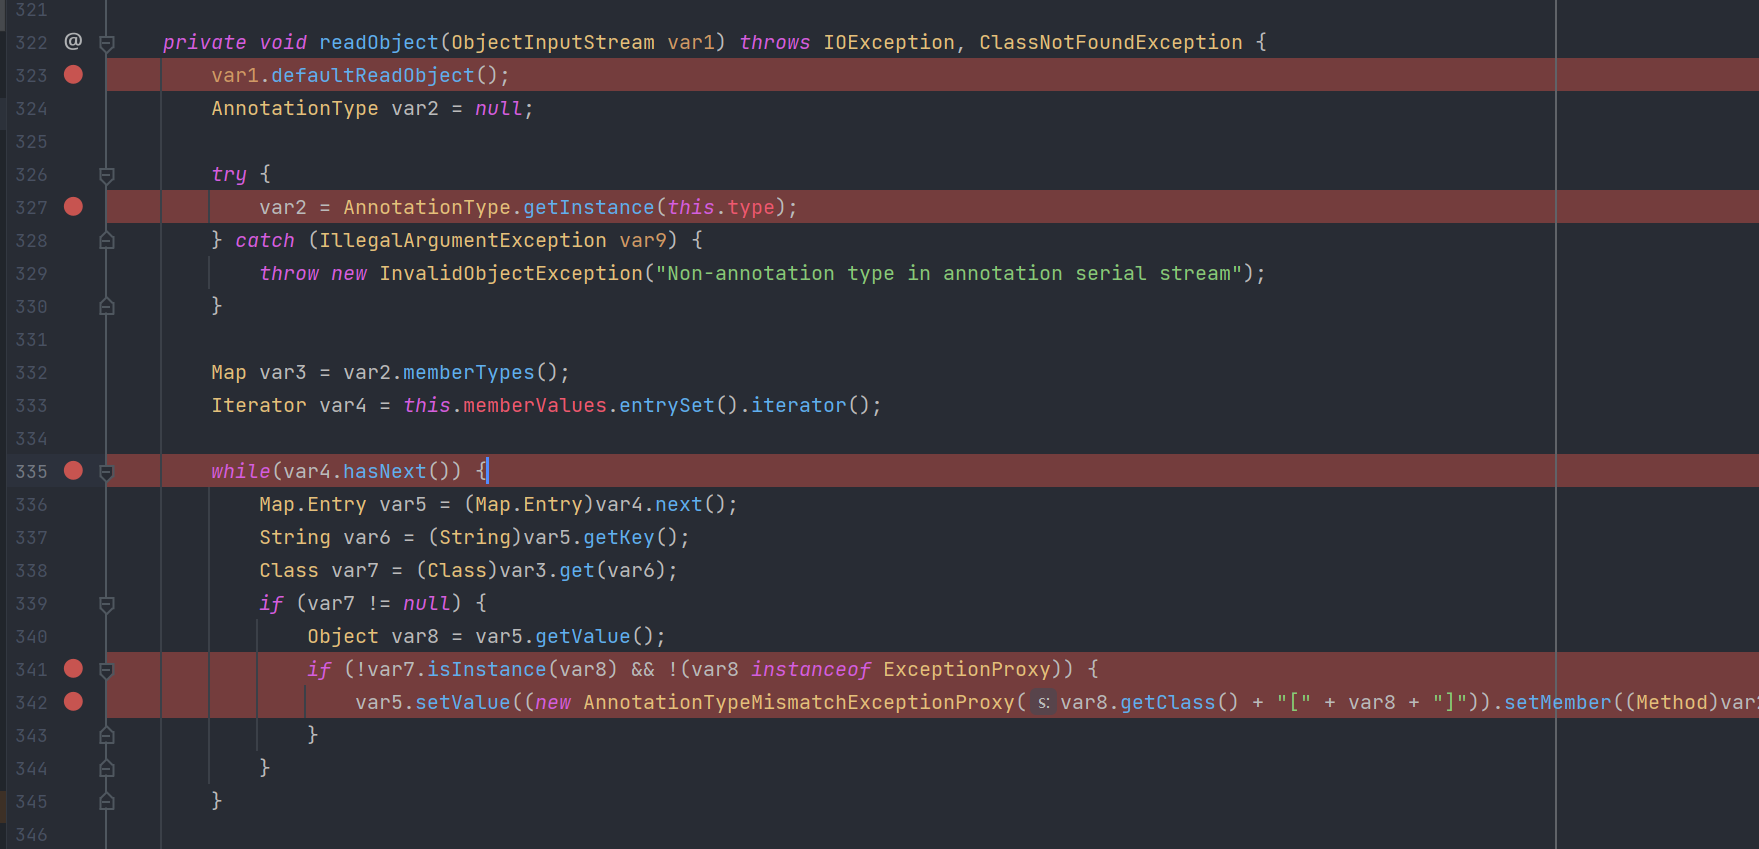 321
322 @ private void readObject(ObjectInputStream var1) throws IOException, ClassNotFoundException {
323 var1.defaultReadObject();
324 AnnotationType var2 = null;
325
326 try {
327 var2 = AnnotationType.getInstance(this.type);
328 } catch (IllegalArgumentException var9) {
329 throw new InvalidObjectException("Non-annotation type in annotation serial stream");
330 }
331
332 Map var3 = var2.memberTypes();
333 Iterator var4 = this.memberValues.entrySet().iterator();
334
335 while(var4.hasNext()) {
336 Map.Entry var5 = (Map.Entry)var4.next();
337 String var6 = (String)var5.getKey();
338 Class var7 = (Class)var3.get(var6);
339 if (var7 != null) {
340 Object var8 = var5.getValue();
341 if (!var7.isInstance(var8) && !(var8 instanceof ExceptionProxy)) {
342 var5.setValue((new AnnotationTypeMismatchExceptionProxy( s: var8.getClass() + "[" + var8 + "]")).setMember((Method)var
343 }
344 }
345 }
346